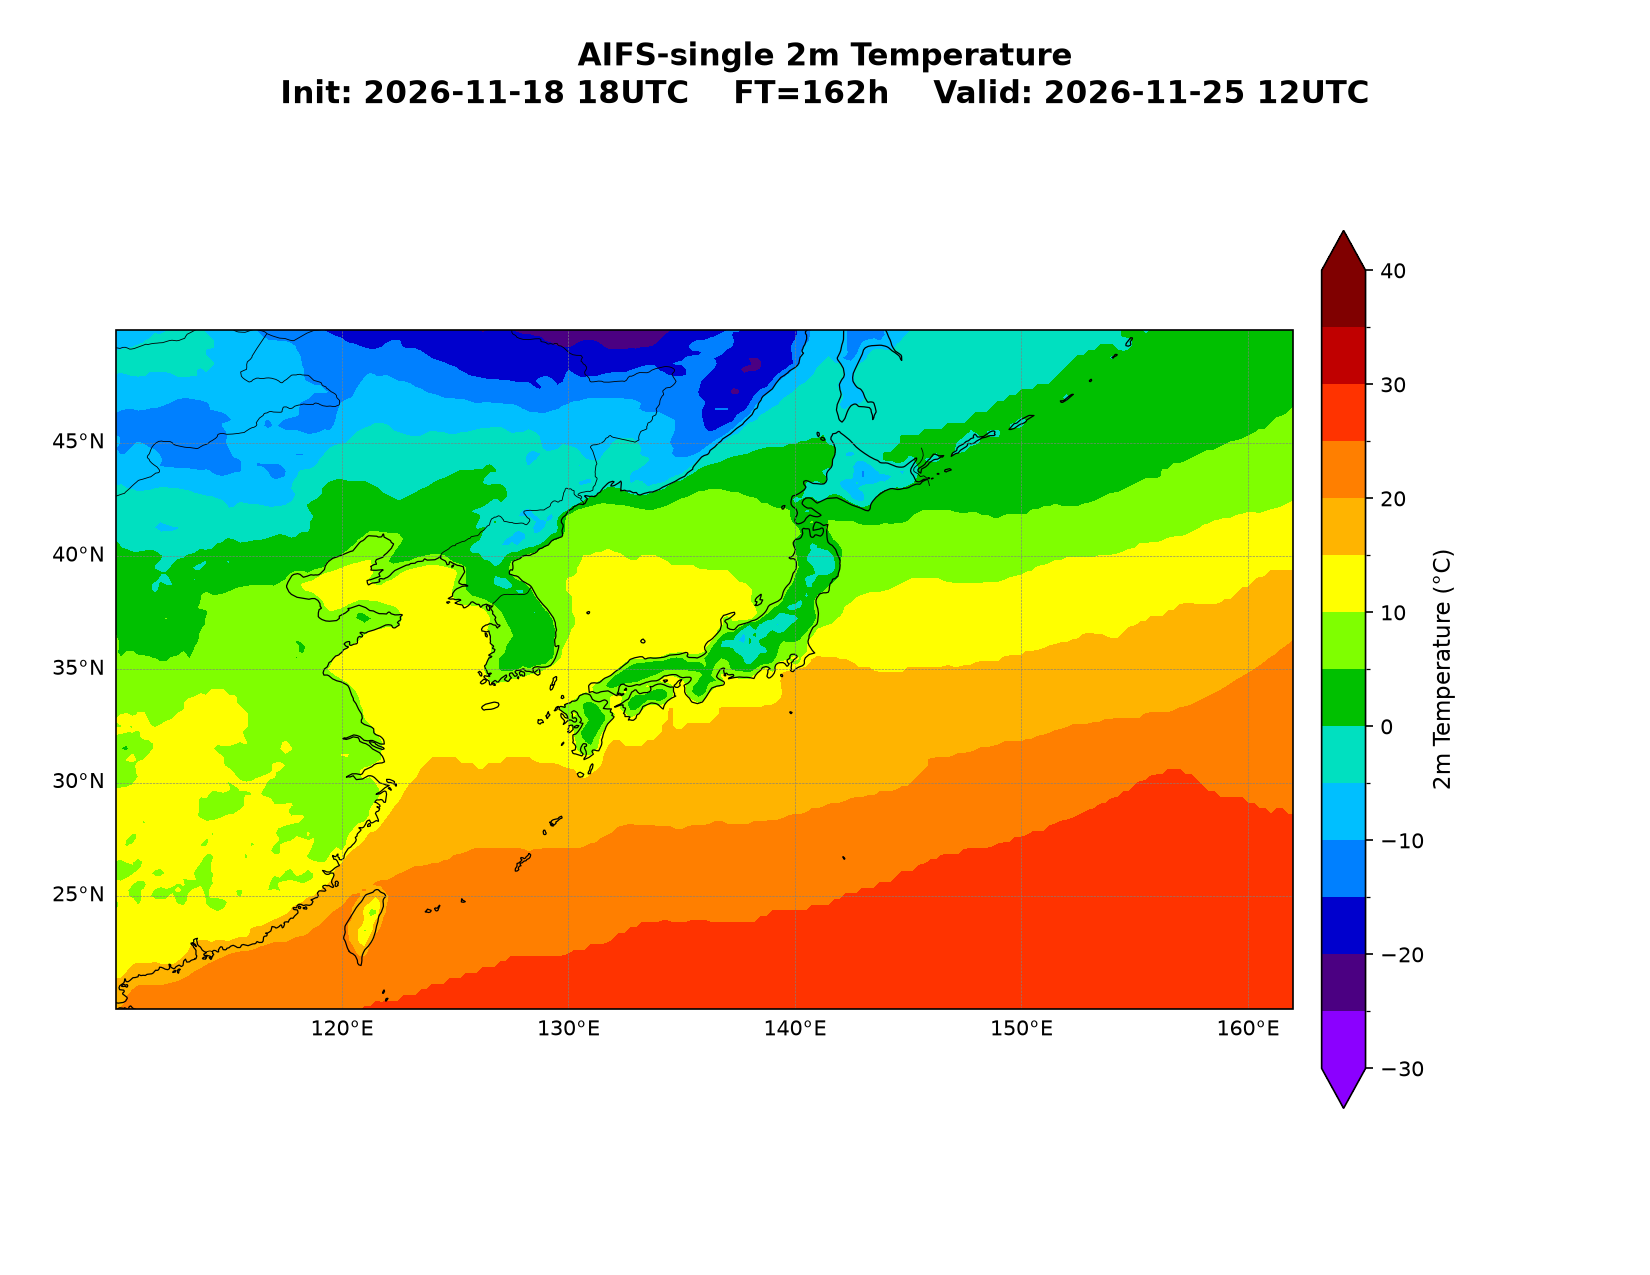 AIFS-single 2m Temperature
Init: 2026-11-18 18UTC    FT=162h    Valid: 2026-11-25 12UTC
45°N
40°N
35°N
30°N
25°N
120°E
130°E
140°E
150°E
160°E
40
30
20
10
0
−10
−20
−30
2m Temperature (°C)